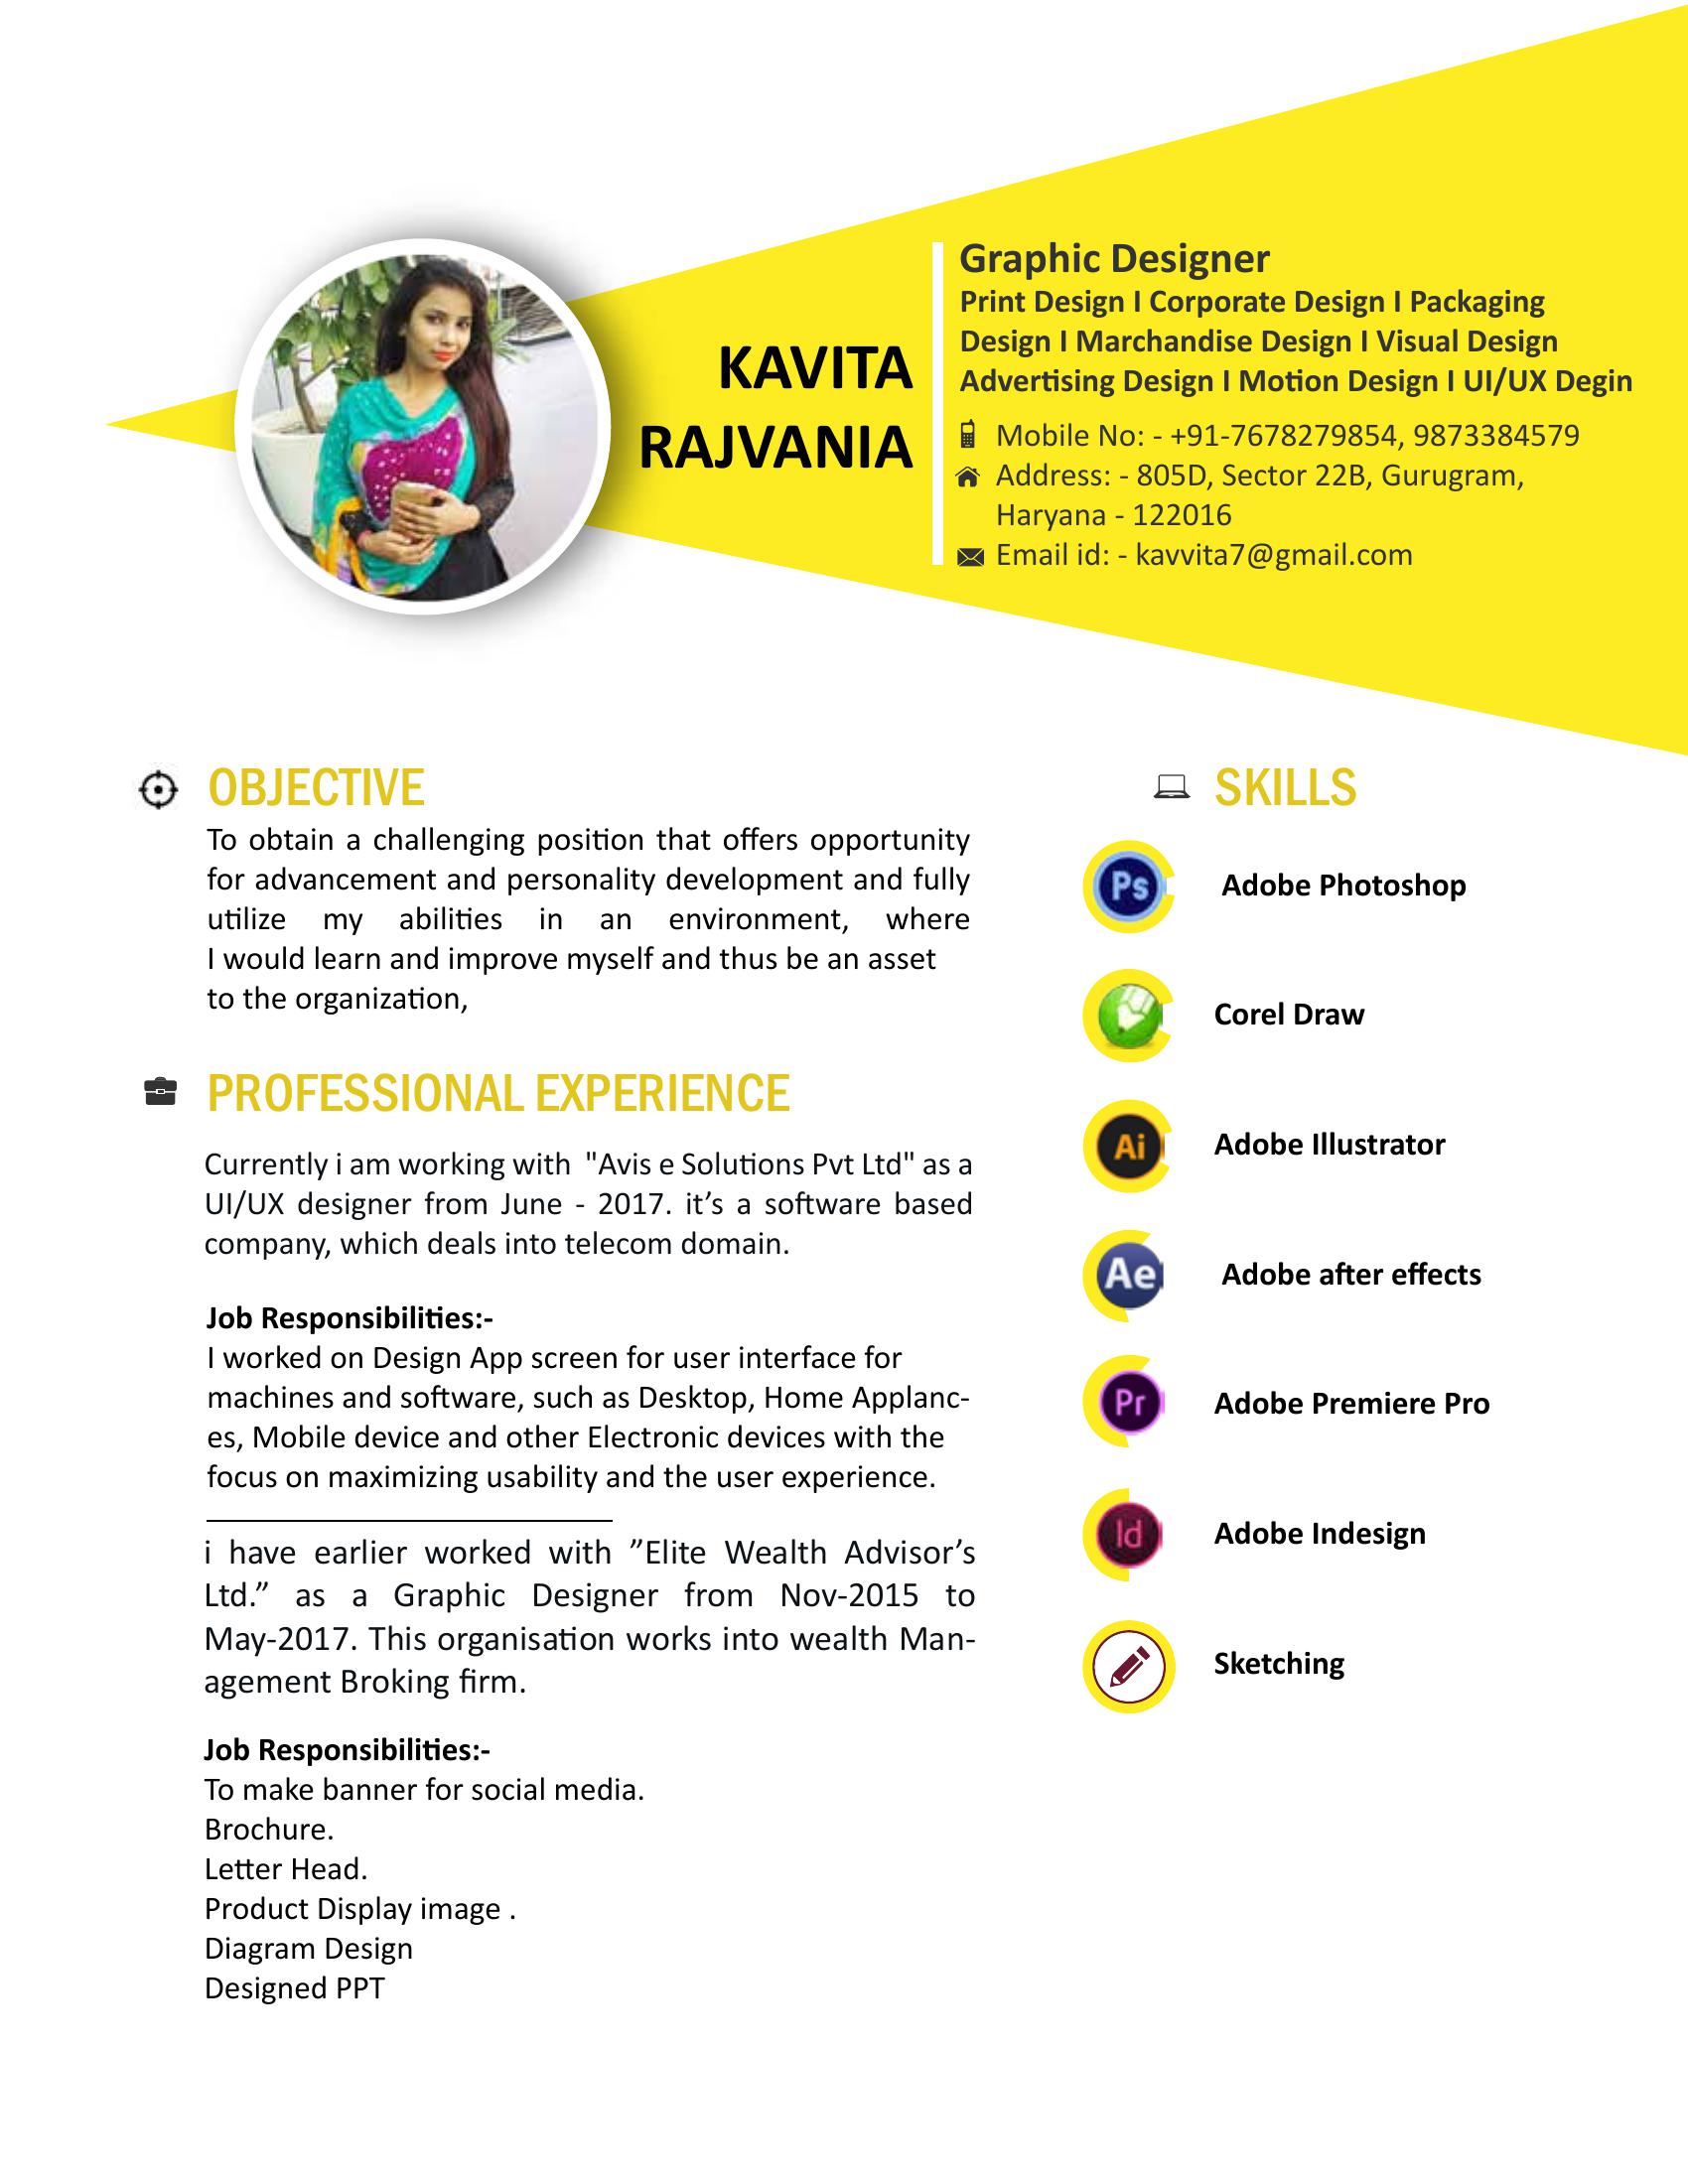 KAVITA
RAJVANIA
Graphic Designer
Print Design I Corporate Design I Packaging
Design I Marchandise Design I Visual Design
Advertising Design I Motion Design I UI/UX Degin
Mobile No: - +91-7678279854, 9873384579
Address: - 805D, Sector 22B, Gurugram,
Haryana - 122016
Email id: - kavvita7@gmail.com
OBJECTIVE
To obtain a challenging position that offers opportunity
for advancement and personality development and fully
utilize my abilities in an environment, where
I would learn and improve myself and thus be an asset
to the organization,
PROFESSIONAL EXPERIENCE
Currently i am working with "Avis e Solutions Pvt Ltd" as a
UI/UX designer from June - 2017. it’s a software based
company, which deals into telecom domain.
Job Responsibilities:-
I worked on Design App screen for user interface for
machines and software, such as Desktop, Home Applanc-
es, Mobile device and other Electronic devices with the
focus on maximizing usability and the user experience.
i have earlier worked with ”Elite Wealth Advisor’s
Ltd.” as a Graphic Designer from Nov-2015 to
May-2017. This organisation works into wealth Man-
agement Broking firm.
Job Responsibilities:-
To make banner for social media.
Brochure.
Letter Head.
Product Display image .
Diagram Design
Designed PPT
SKILLS
Ps Adobe Photoshop
Corel Draw
Ai Adobe Illustrator
Ae Adobe after effects
Pr Adobe Premiere Pro
Id Adobe Indesign
Sketching